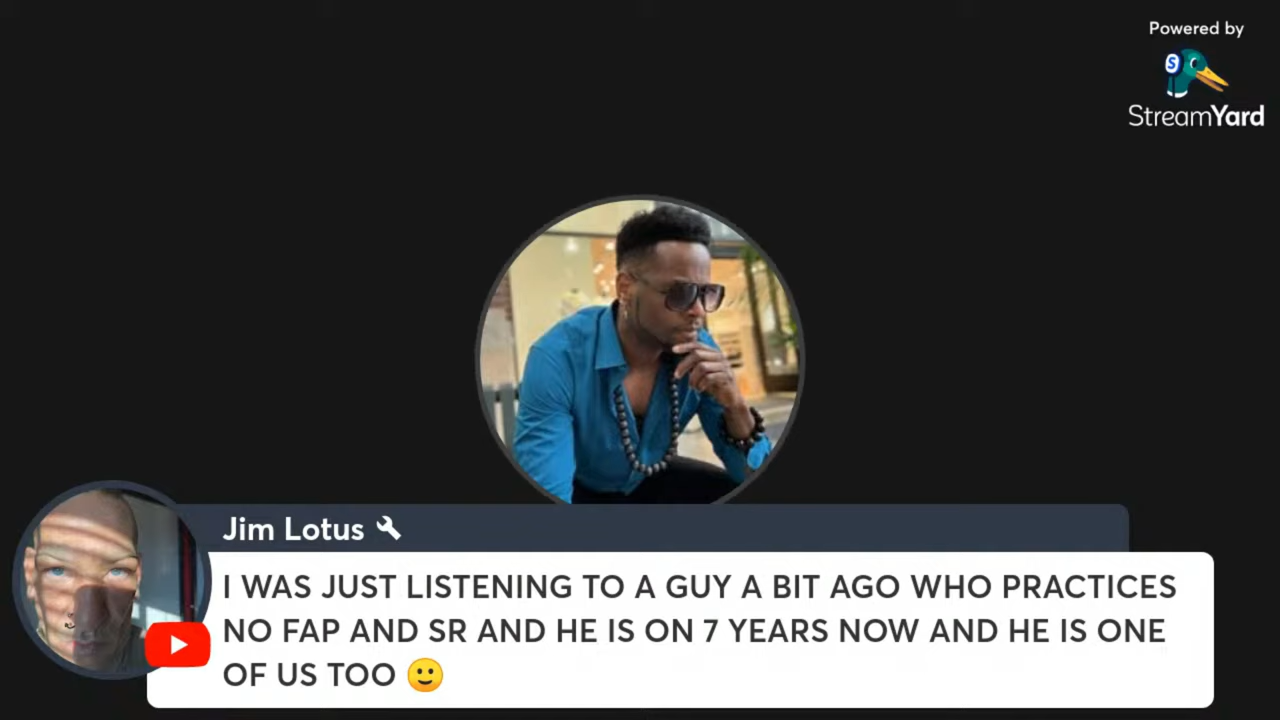 Powered by
S
StreamYard
Jim Lotus
I WAS JUST LISTENING TO A GUY A BIT AGO WHO PRACTICES
NO FAP AND SR AND HE IS ON 7 YEARS NOW AND HE IS ONE
OF US TOO 🙂